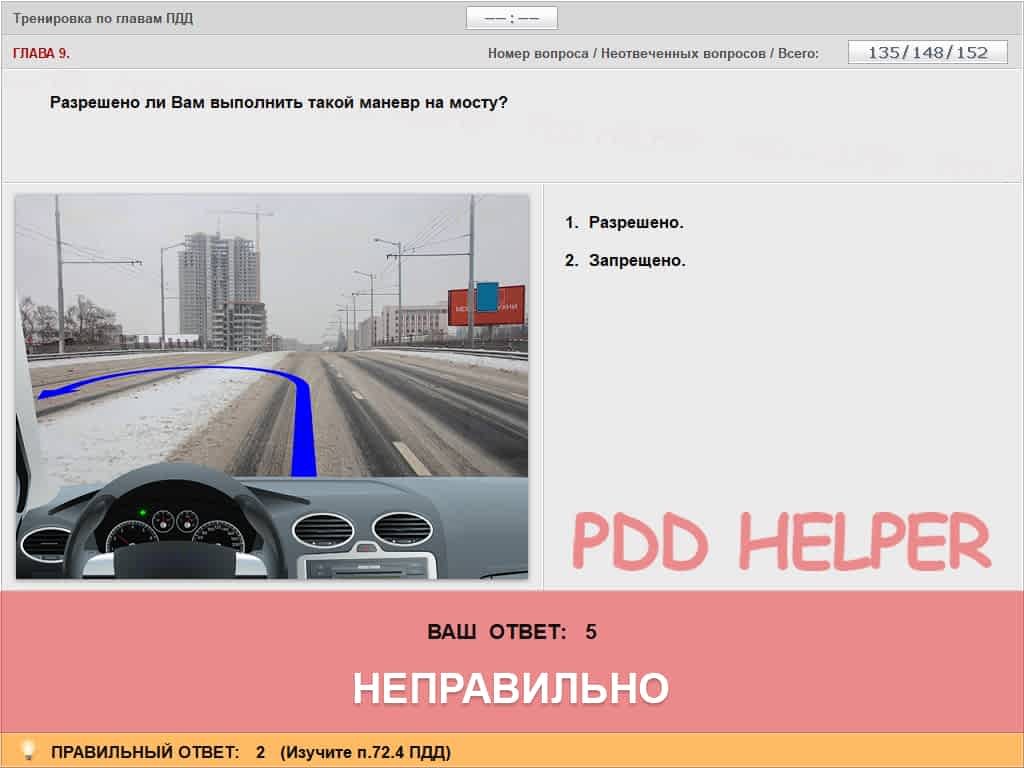 Тренировка по главам ПДД
—— : ——
ГЛАВА 9.
Номер вопроса / Неотвеченных вопросов / Всего:
135/148/152
Разрешено ли Вам выполнить такой маневр на мосту?
1. Разрешено.
2. Запрещено.
PDD HELPER
ВАШ ОТВЕТ: 5
НЕПРАВИЛЬНО
ПРАВИЛЬНЫЙ ОТВЕТ: 2 (Изучите п.72.4 ПДД)